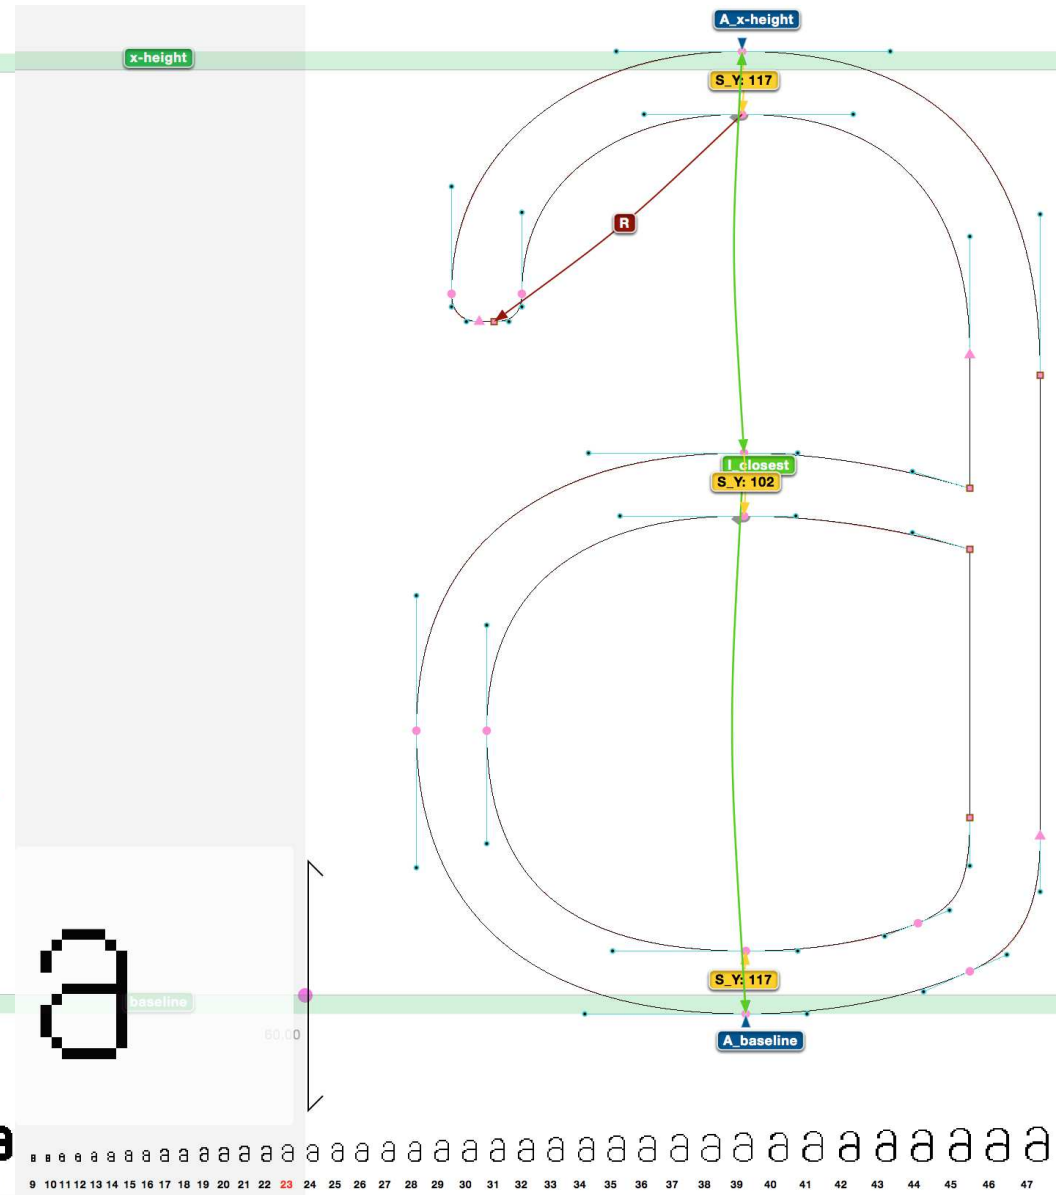 A_x-height
x-height
S_Y: 117
R
I_closest
S_Y: 102
S_Y: 117
baseline
60.00
A_baseline
a
a a a a a a a a a a a a a a a a a a a a a a a a a a a a a a a a a a a a a a a a
9 10 11 12 13 14 15 16 17 18 19 20 21 22 23 24 25 26 27 28 29 30 31 32 33 34 35 36 37 38 39 40 41 42 43 44 45 46 47